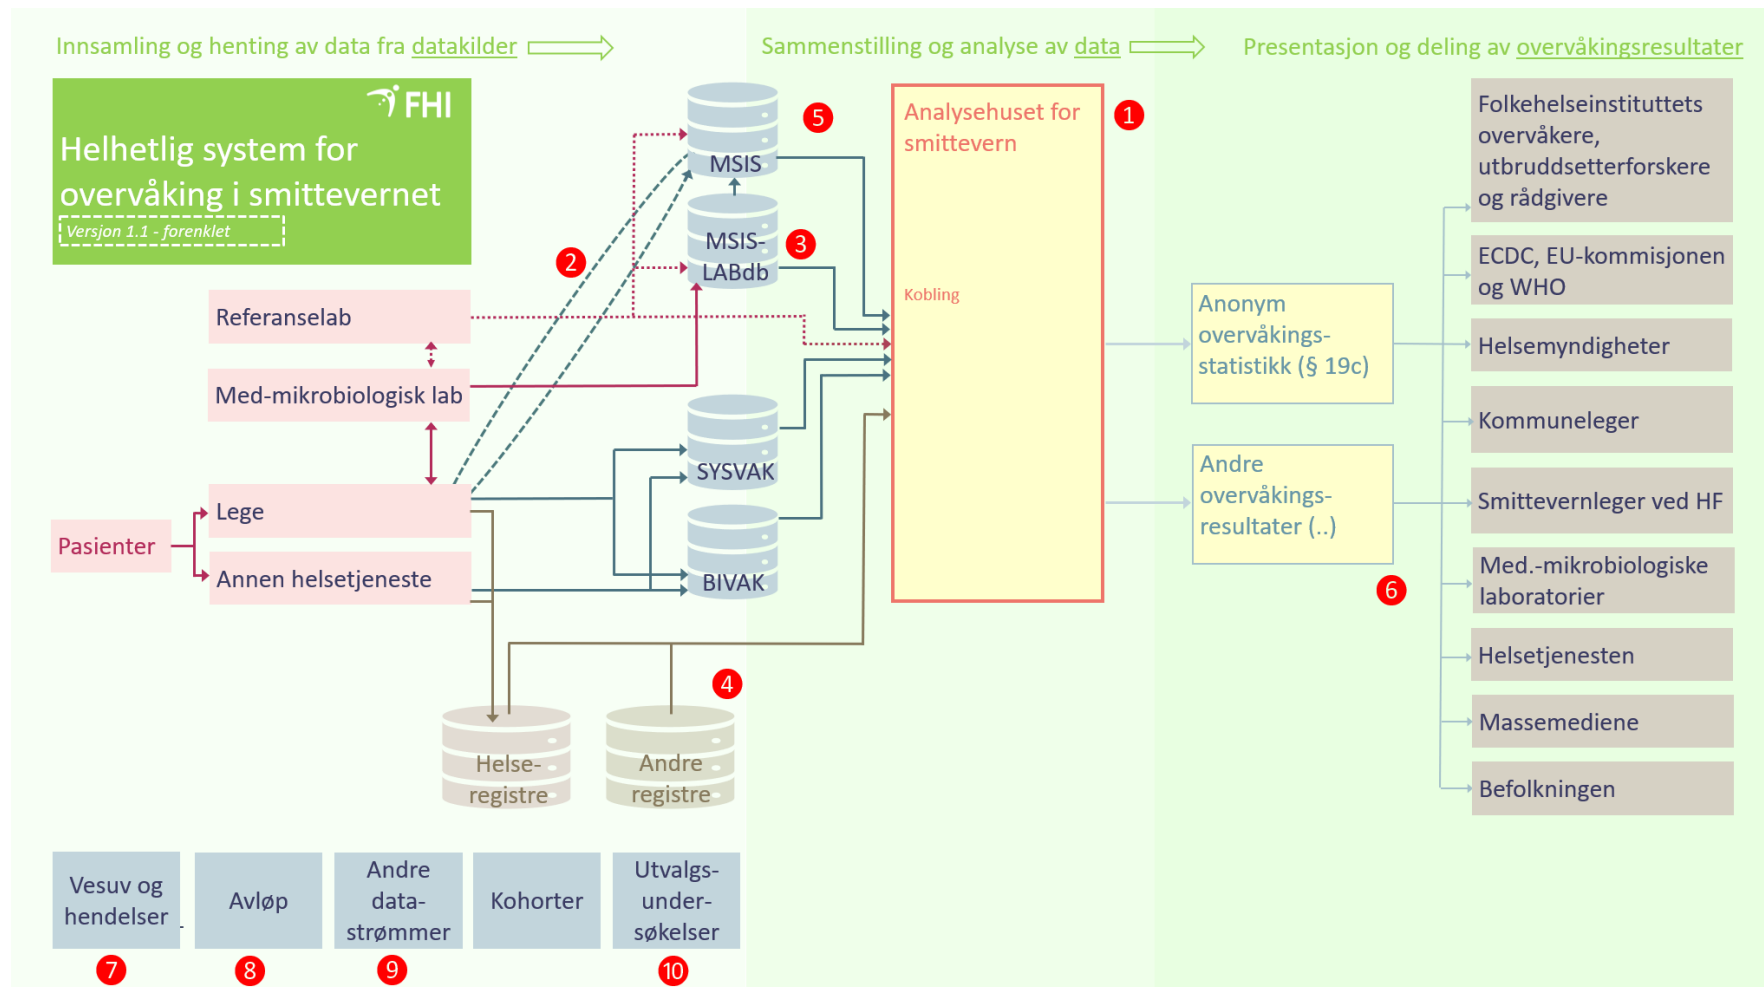 Innsamling og henting av data fra datakilder
Sammenstilling og analyse av data
Presentasjon og deling av overvåkingsresultater
FHI
Helhetlig system for
overvåking i smittevernet
Versjon 1.1 - forenklet
Referanselab
Med-mikrobiologisk lab
Lege
Pasienter
Annen helsetjeneste
2
MSIS
5
MSIS-
LABdb
3
SYSVAK
BIVAK
4
Helse-
registre
Andre
registre
Analysehuset for
smittevern
Kobling
1
Anonym
overvåkings-
statistikk (§ 19c)
Andre
overvåkings-
resultater (..)
6
Folkehelseinstituttets
overvåkere,
utbruddsetterforskere
og rådgivere
ECDC, EU-kommisjonen
og WHO
Helsemyndigheter
Kommuneleger
Smittevernleger ved HF
Med.-mikrobiologiske
laboratorier
Helsetjenesten
Massemediene
Befolkningen
Vesuv og
hendelser
7
Avløp
8
Andre
data-
strømmer
9
Kohorter
Utvalgs-
under-
søkelser
10